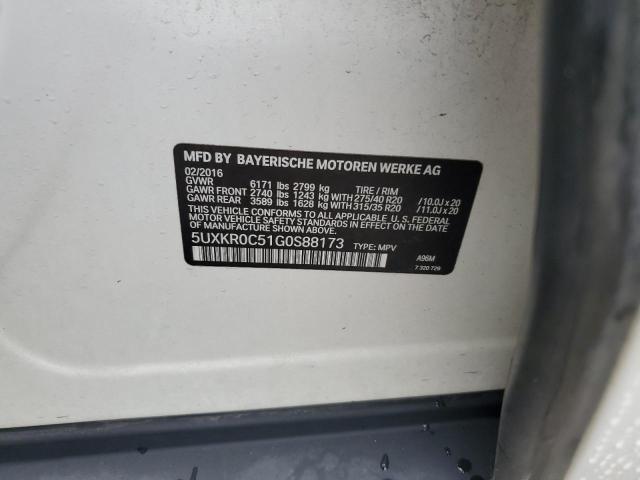 MFD BY BAYERISCHE MOTOREN WERKE AG
02/2016
GVWR 6171 lbs 2799 kg TIRE / RIM
GAWR FRONT 2740 lbs 1243 kg WITH 275/40 R20 /10.0J x 20
GAWR REAR 3589 lbs 1628 kg WITH 315/35 R20 /11.0J x 20
THIS VEHICLE CONFORMS TO ALL APPLICABLE U.S. FEDERAL
MOTOR VEHICLE SAFETY STANDARDS
IN EFFECT ON THE DATE OF MANUFACTURE SHOWN ABOVE.
5UXKR0C51G0S88173 TYPE: MPV
A96M
7 320 729